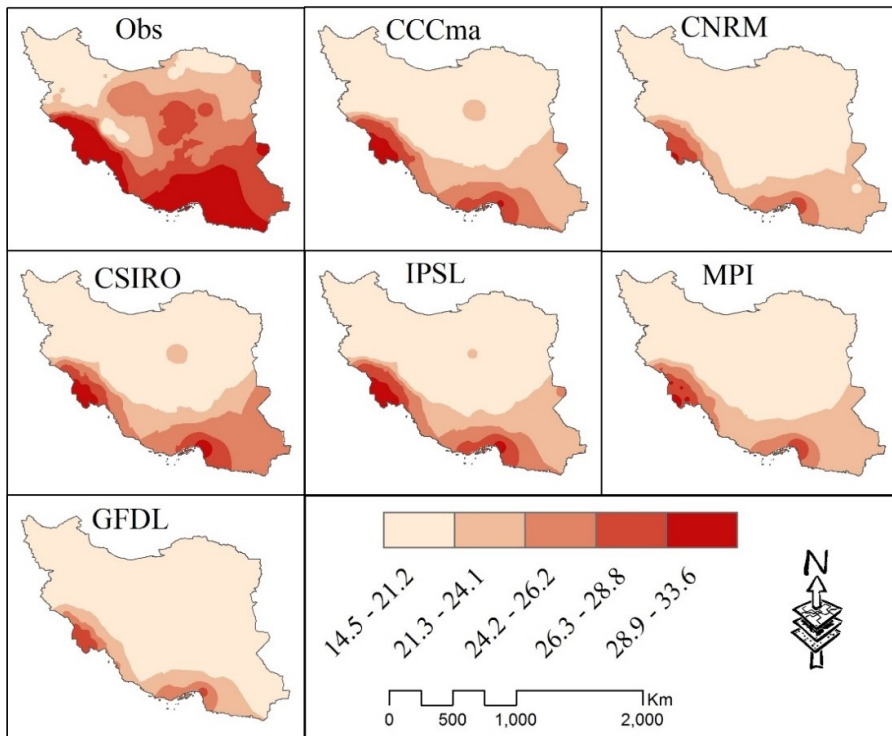 Obs
CCCma
CNRM
CSIRO
IPSL
MPI
GFDL
14.5 - 21.2
21.3 - 24.1
24.2 - 26.2
26.3 - 28.8
28.9 - 33.6
N
Km
0 500 1,000 2,000